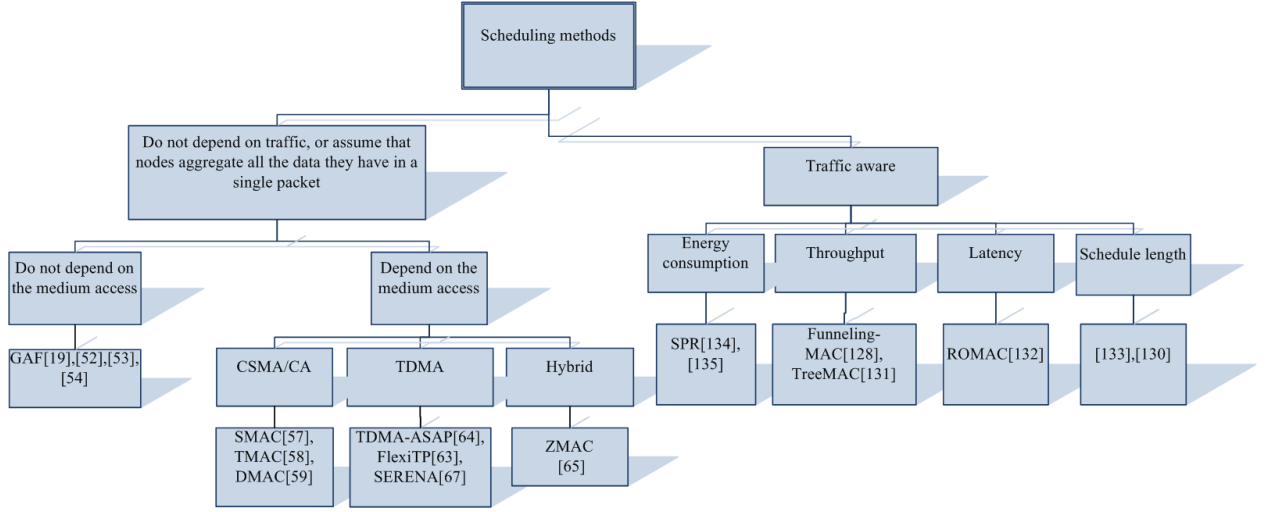 Scheduling methods
Do not depend on traffic, or assume that
nodes aggregate all the data they have in a
single packet
Traffic aware
Do not depend on
the medium access
Depend on the
medium access
Energy
consumption
Throughput
Latency
Schedule length
GAF[19],[52],[53],
[54]
CSMA/CA
TDMA
Hybrid
SPR[134],
[135]
Funneling-
MAC[128],
TreeMAC[131]
ROMAC[132]
[133],[130]
SMAC[57],
TMAC[58],
DMAC[59]
TDMA-ASAP[64],
FlexiTP[63],
SERENA[67]
ZMAC
[65]